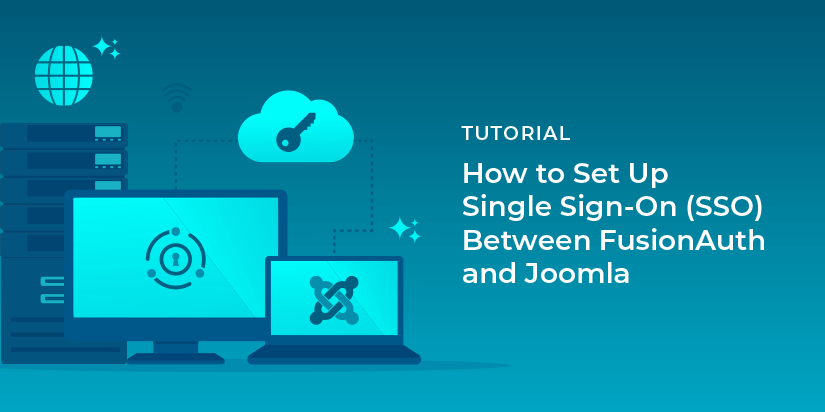 TUTORIAL
How to Set Up
Single Sign-On (SSO)
Between FusionAuth
and Joomla